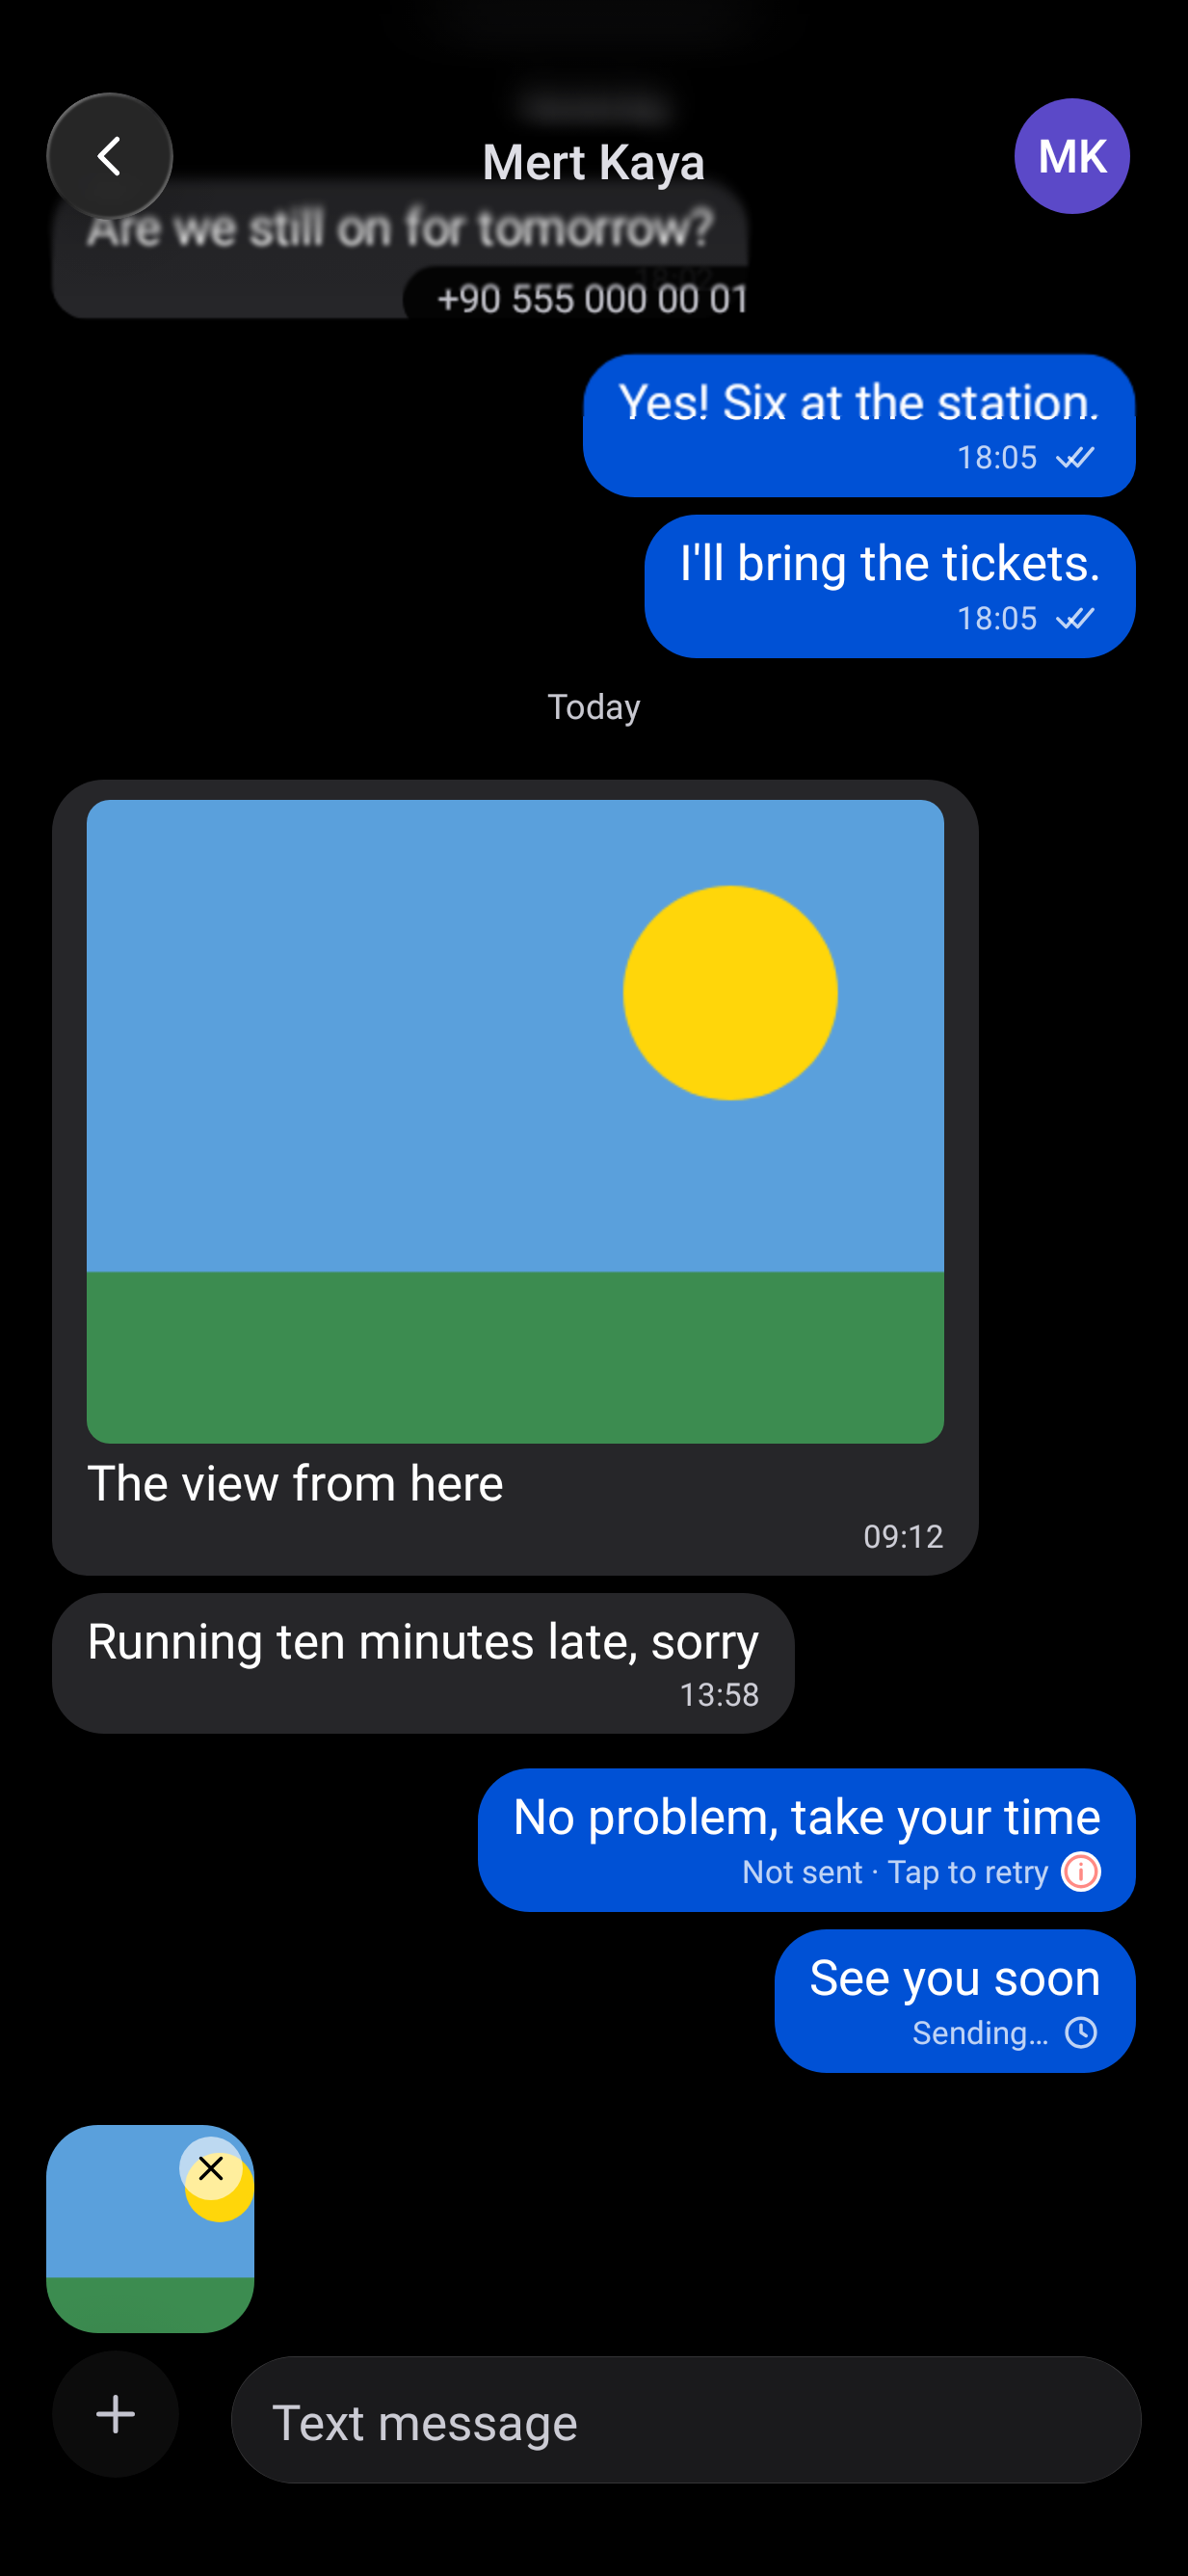 Mert Kaya
MK
Are we still on for tomorrow?
18:02
+90 555 000 00 01
Yes! Six at the station.
18:05
I'll bring the tickets.
18:05
Today
The view from here
09:12
Running ten minutes late, sorry
13:58
No problem, take your time
Not sent · Tap to retry
See you soon
Sending…
Text message